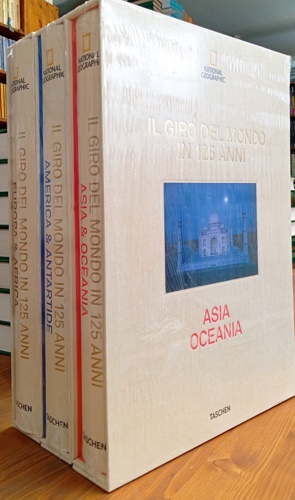 NATIONAL
GEOGRAPHIC
IL GIRO DEL MONDO IN 125 ANNI
EUROPA & AFRICA
TASCHEN
NATIONAL
GEOGRAPHIC
IL GIRO DEL MONDO IN 125 ANNI
AMERICA & ANTARTIDE
TASCHEN
NATIONAL
GEOGRAPHIC
IL GIRO DEL MONDO IN 125 ANNI
ASIA & OCEANIA
TASCHEN
NATIONAL
GEOGRAPHIC
IL GIRO DEL MONDO
IN 125 ANNI
ASIA
OCEANIA
TASCHEN